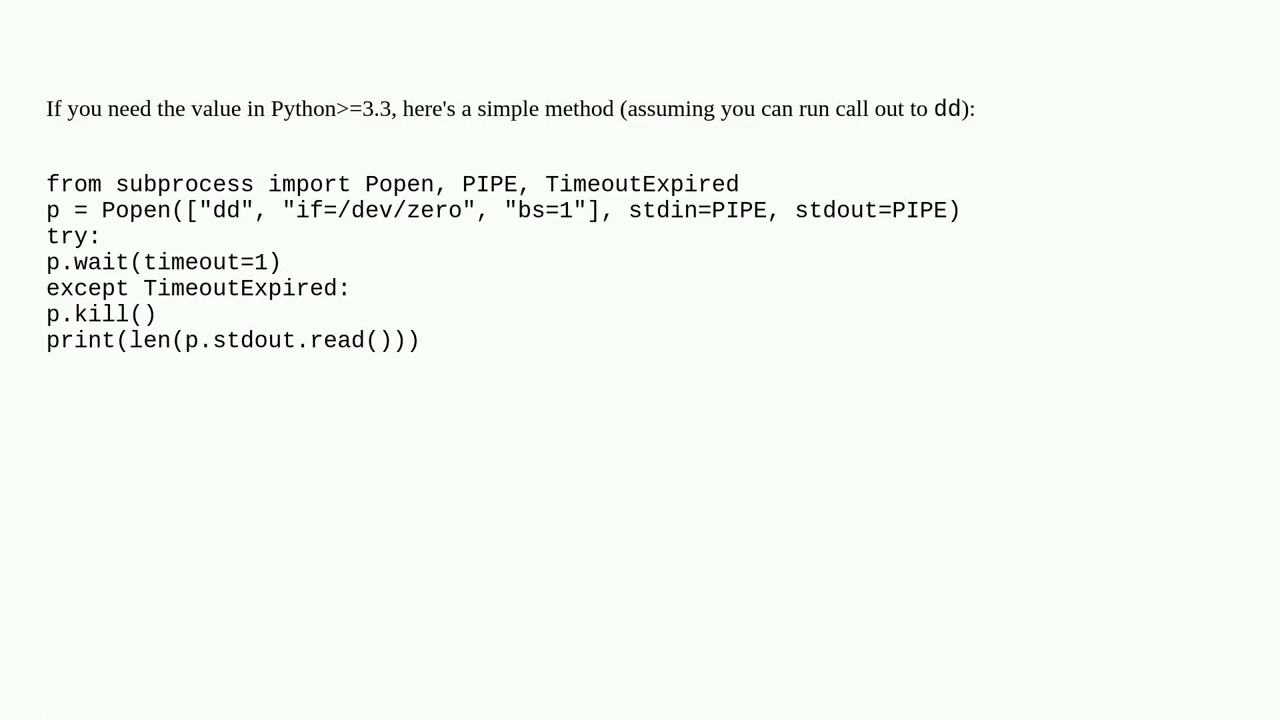 If you need the value in Python>=3.3, here's a simple method (assuming you can run call out to dd):
from subprocess import Popen, PIPE, TimeoutExpired
p = Popen(["dd", "if=/dev/zero", "bs=1"], stdin=PIPE, stdout=PIPE)
try:
p.wait(timeout=1)
except TimeoutExpired:
p.kill()
print(len(p.stdout.read()))